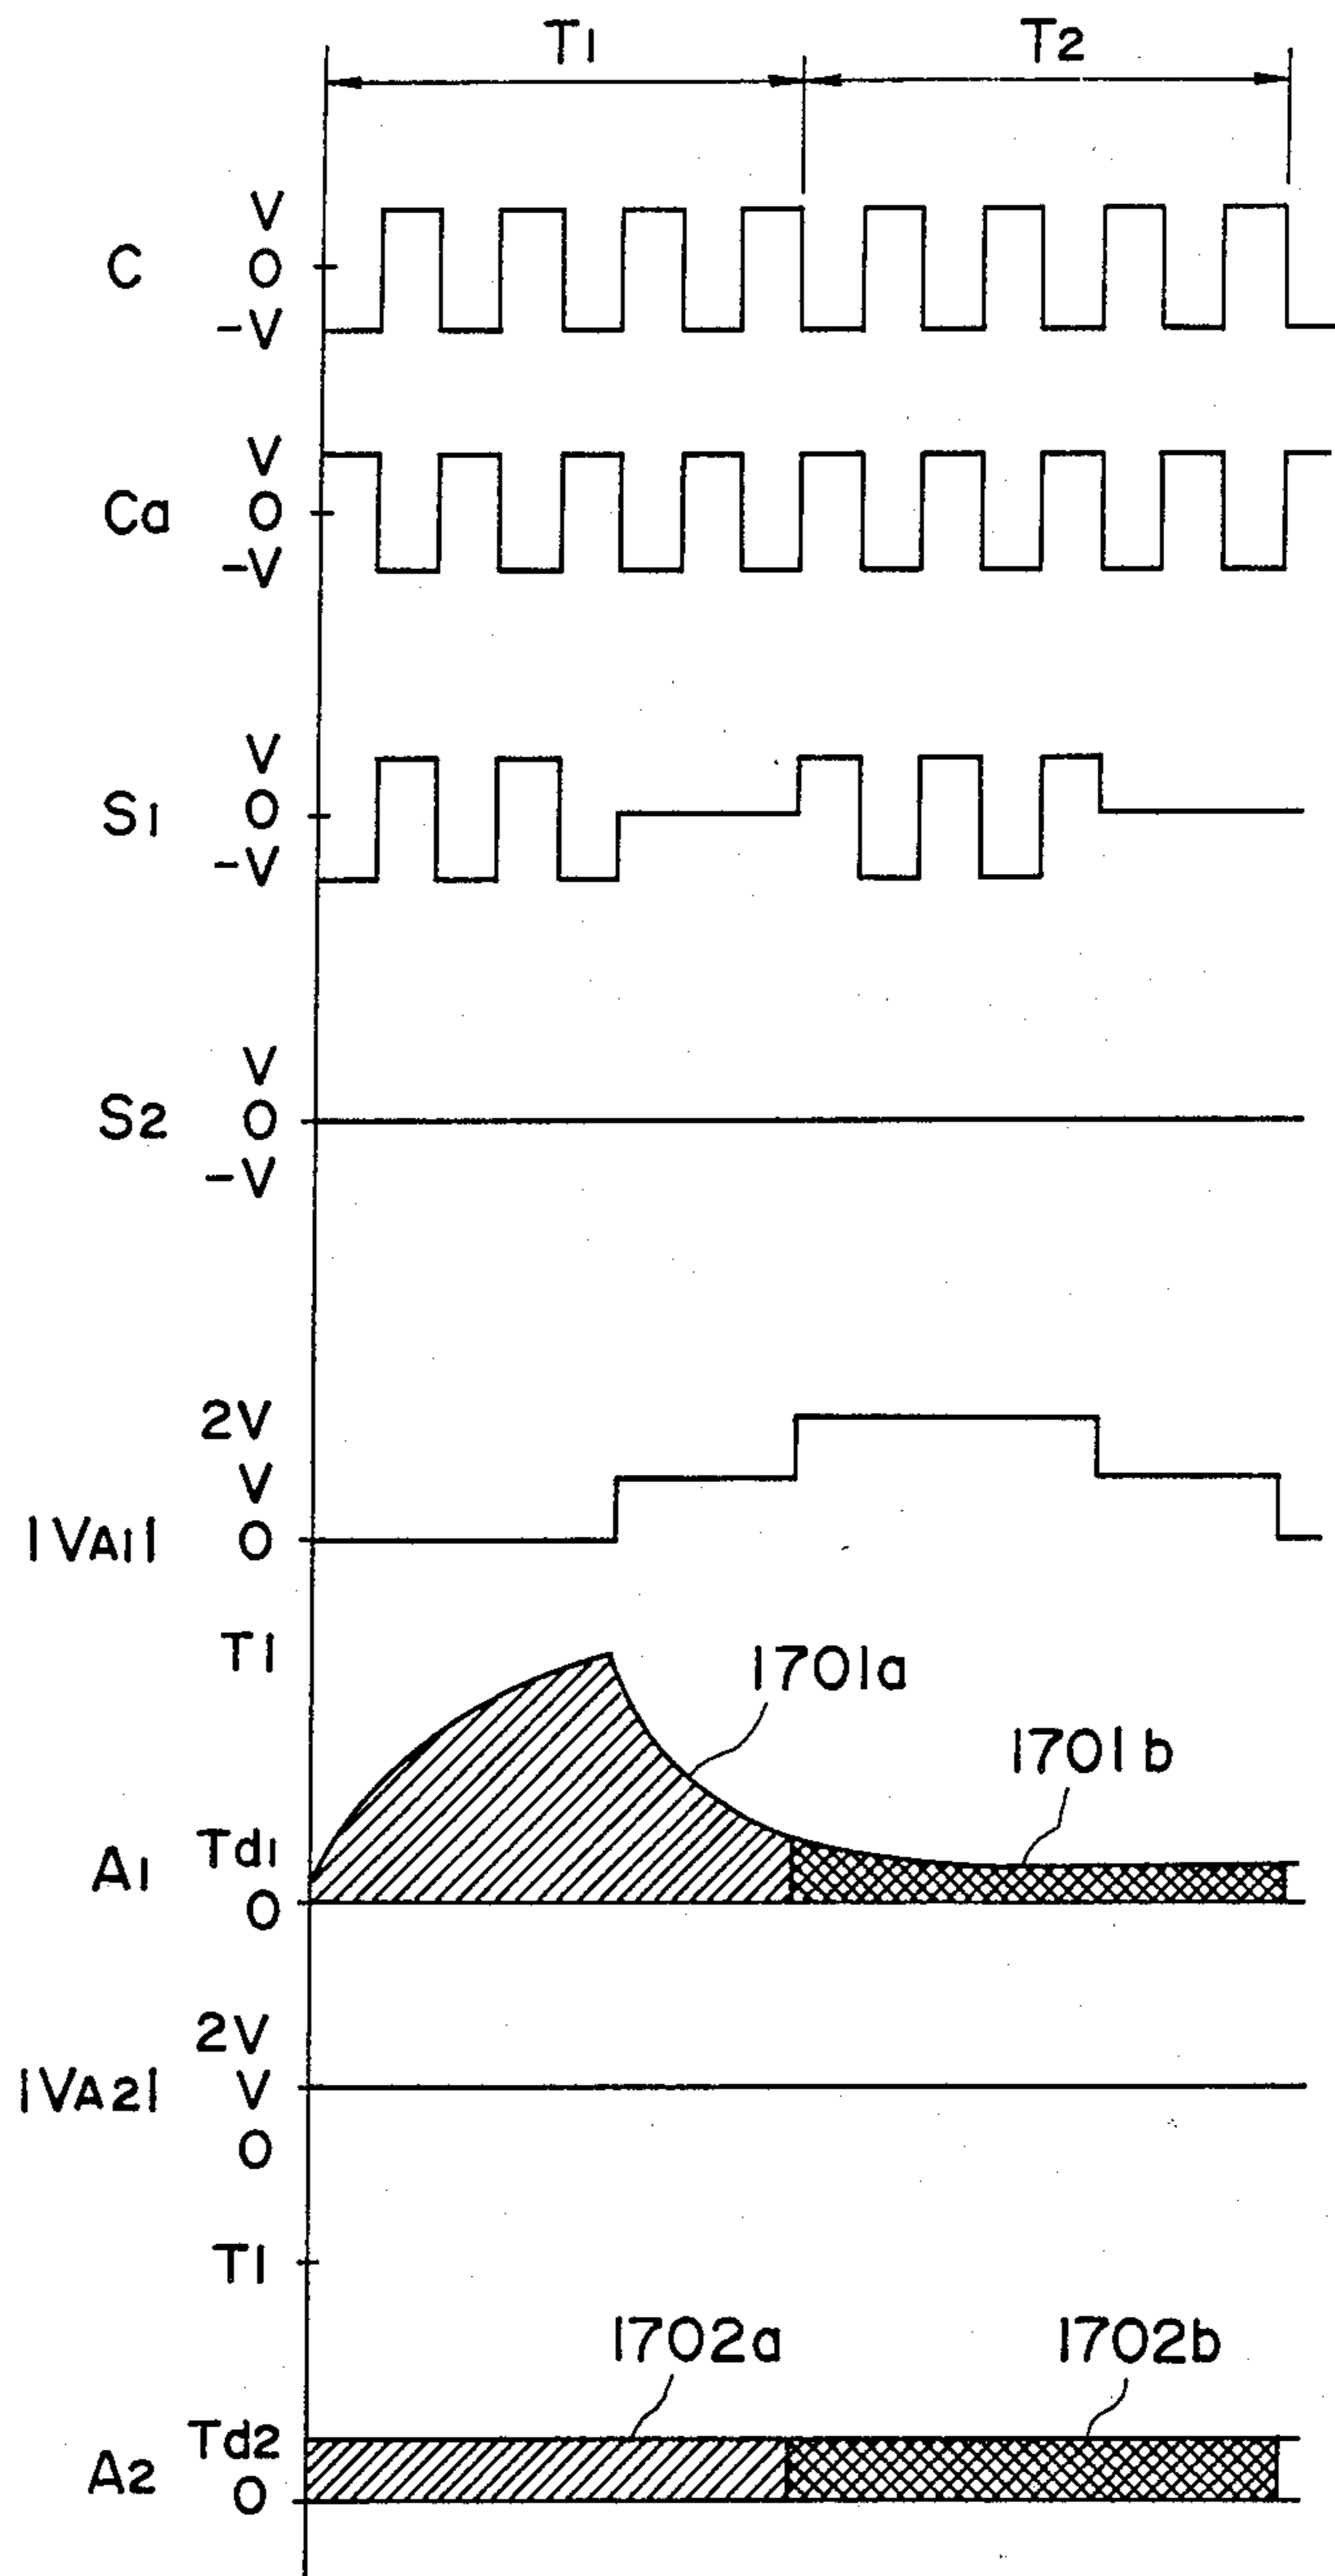 T1 T2
V
C 0
-V
V
Ca 0
-V
V
S1 0
-V
V
S2 0
-V
2V
V
|VA1| 0
T1
1701a
1701b
Td1
A1
0
2V
|VA2| V
0
T1
1702a 1702b
Td2
A2
0